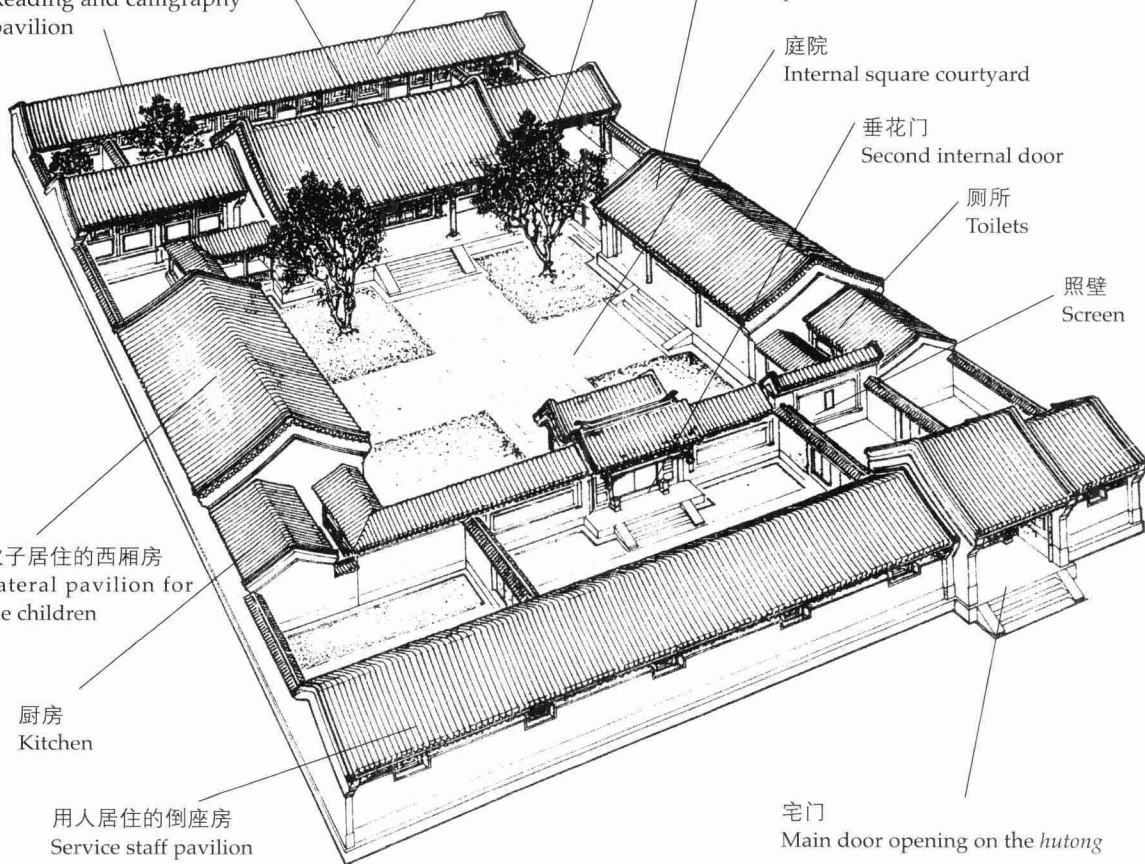 Reading and calligraphy
pavilion
庭院
Internal square courtyard
垂花门
Second internal door
厕所
Toilets
照壁
Screen
子居住的西厢房
lateral pavilion for
children
厨房
Kitchen
用人居住的倒座房
Service staff pavilion
宅门
Main door opening on the hutong